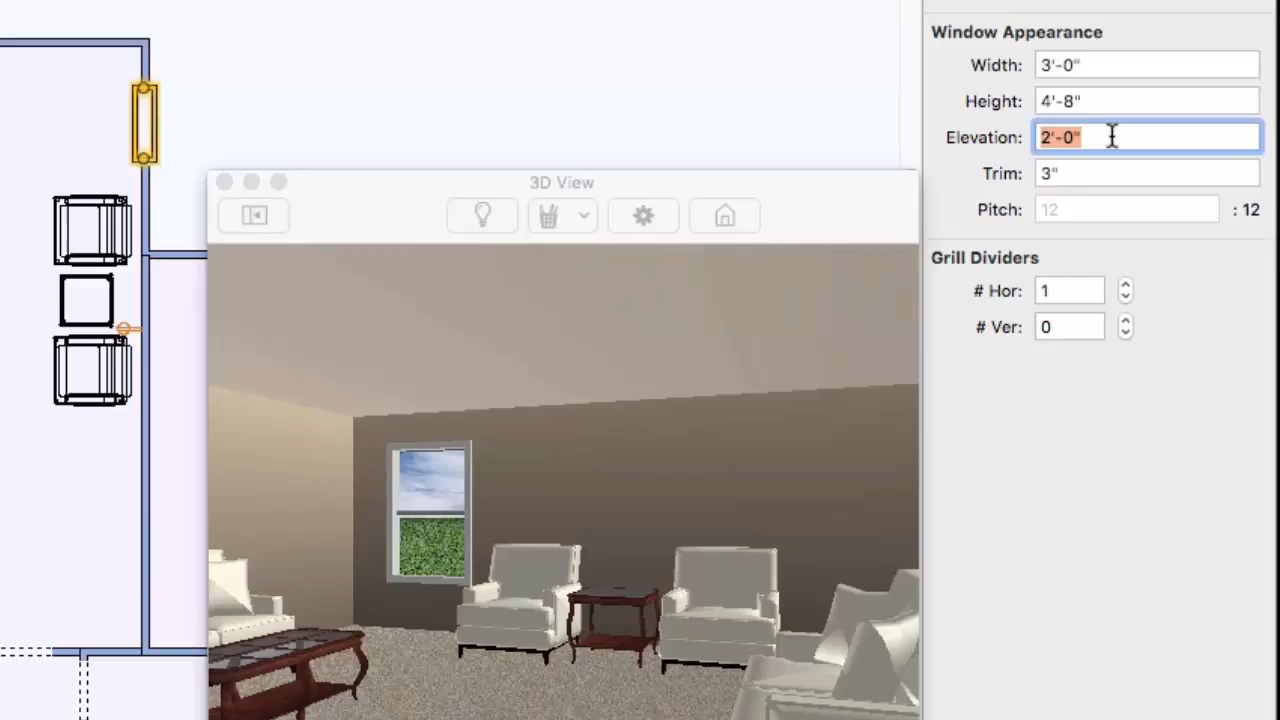 Window Appearance
Width: 3'-0"
Height: 4'-8"
Elevation: 2'-0"
Trim: 3"
Pitch: 12 : 12
Grill Dividers
# Hor: 1
# Ver: 0
3D View